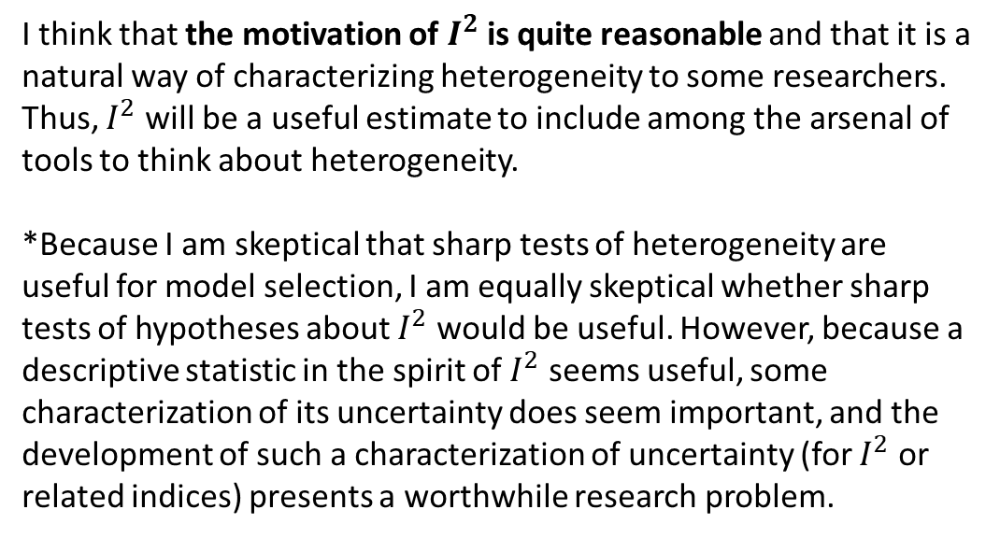 I think that the motivation of I² is quite reasonable and that it is a
natural way of characterizing heterogeneity to some researchers.
Thus, I² will be a useful estimate to include among the arsenal of
tools to think about heterogeneity.
*Because I am skeptical that sharp tests of heterogeneity are
useful for model selection, I am equally skeptical whether sharp
tests of hypotheses about I² would be useful. However, because a
descriptive statistic in the spirit of I² seems useful, some
characterization of its uncertainty does seem important, and the
development of such a characterization of uncertainty (for I² or
related indices) presents a worthwhile research problem.